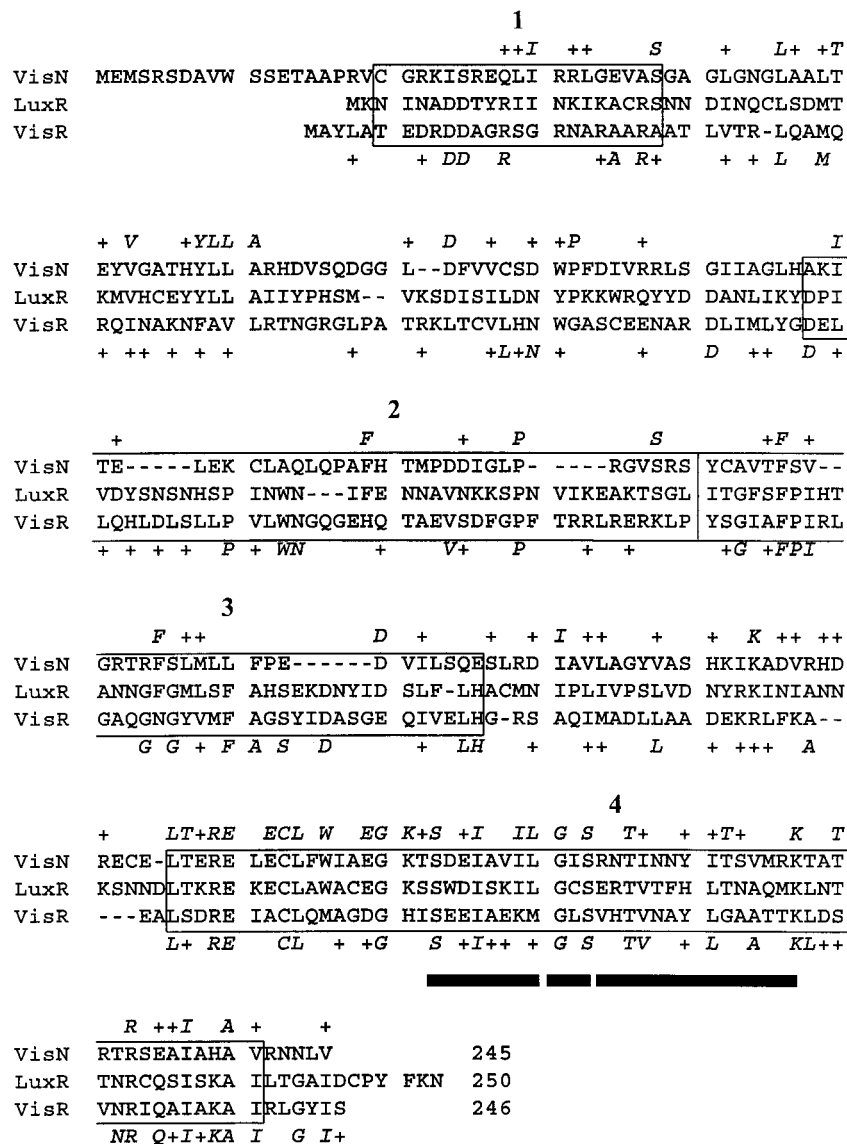 1
++I ++ S + L+ +T
VisN MEMSRSDAVW SSETAAPRVC GRKISREQLI RRLGEVASGA GLGNGLAALT
LuxR MKN INADDTYRII NKIKACRSNN DINQCLSDMT
VisR MAYLAT EDRDDAGRSG RNARAARAAT LVTR-LQAMQ
+ + DD R +A R+ + + L M
+ V +YLL A + D + + +P + I
VisN EYVGATHYLL ARHDVSQDGG L--DFVVCSD WPFDIVRRLS GIIAGLHAKI
LuxR KMVHCEYYLL AIIYPHSM-- VKSDISILDN YPKKWRQYYD DANLIKYDPI
VisR RQINAKNFAV LRTNGRGLPA TRKLTCVLHN WGASCEENAR DLIMLYGDEL
+ ++ + + + + + +L+N + + D ++ D +
2
+ F + P S +F +
VisN TE-----LEK CLAQLQPAFH TMPDDIGLP- ----RGVSRS YCAVTFSV--
LuxR VDYSNSNHSP INWN---IFE NNAVNKKSPN VIKEAKTSGL ITGFSFPIHT
VisR LQHLDLSLLP VLWNGQGEHQ TAEVSDFGPF TRRLRERKLP YSGIAFPIRL
+ + + + P + WN + V+ P + + +G +FPI
3
F ++ D + + I ++ + + K ++ ++
VisN GRTRFSLMLL FPE------D VILSQESLRD IAVLAGYVAS HKIKADVRHD
LuxR ANNGFGMLSF AHSEKDNYID SLF-LHACMN IPLIVPSLVD NYRKINIANN
VisR GAQGNGYVMF AGSYIDASGE QIVELHG-RS AQIMADLLAA DEKRLFKA--
G G + F A S D + LH + ++ L + +++ A
4
+ LT+RE ECL W EG K+S +I IL G S T+ + +T+ K T
VisN RECE-LTERE LECLFWIAEG KTSDEIAVIL GISRNTINNY ITSVMRKTAT
LuxR KSNNDLTKRE KECLAWACEG KSSWDISKIL GCSERTVTFH LTNAQMKLNT
VisR ---EALSDRE IACLQMAGDG HISEEIAEKM GLSVHTVNAY LGAATTKLDS
L+ RE CL + +G S +I++ + G S TV + L A KL++
R ++I A + +
VisN RTRSEAIAHA VRNNLV 245
LuxR TNRCQSISKA ILTGAIDCPY FKN 250
VisR VNRIQAIAKA IRLGYIS 246
NR Q+I+KA I G I+